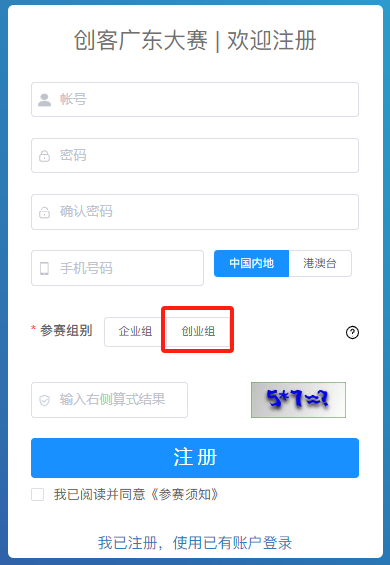 创客广东大赛 | 欢迎注册
帐号
密码
确认密码
手机号码 中国内地 港澳台
* 参赛组别 企业组 创业组 ?
输入右侧算式结果 5*7=?
注册
我已阅读并同意《参赛须知》
我已注册，使用已有账户登录